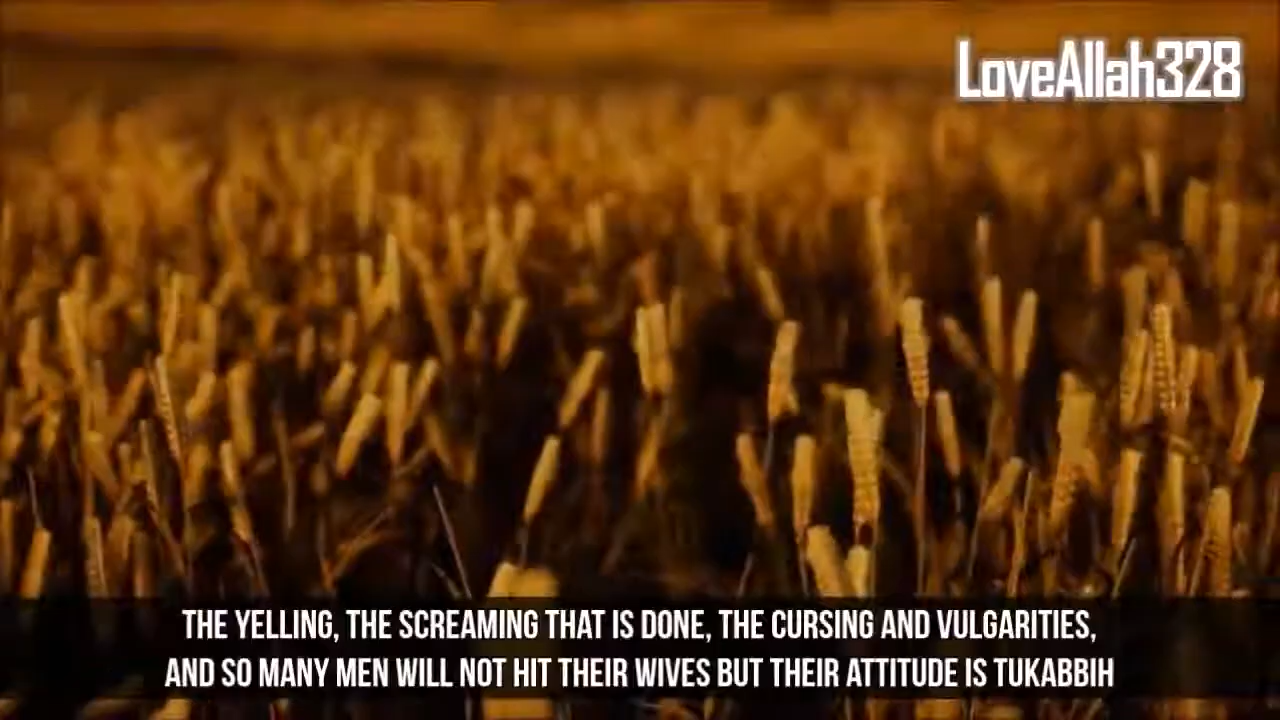 LoveAllah328
THE YELLING, THE SCREAMING THAT IS DONE, THE CURSING AND VULGARITIES,
AND SO MANY MEN WILL NOT HIT THEIR WIVES BUT THEIR ATTITUDE IS TUKABBIH